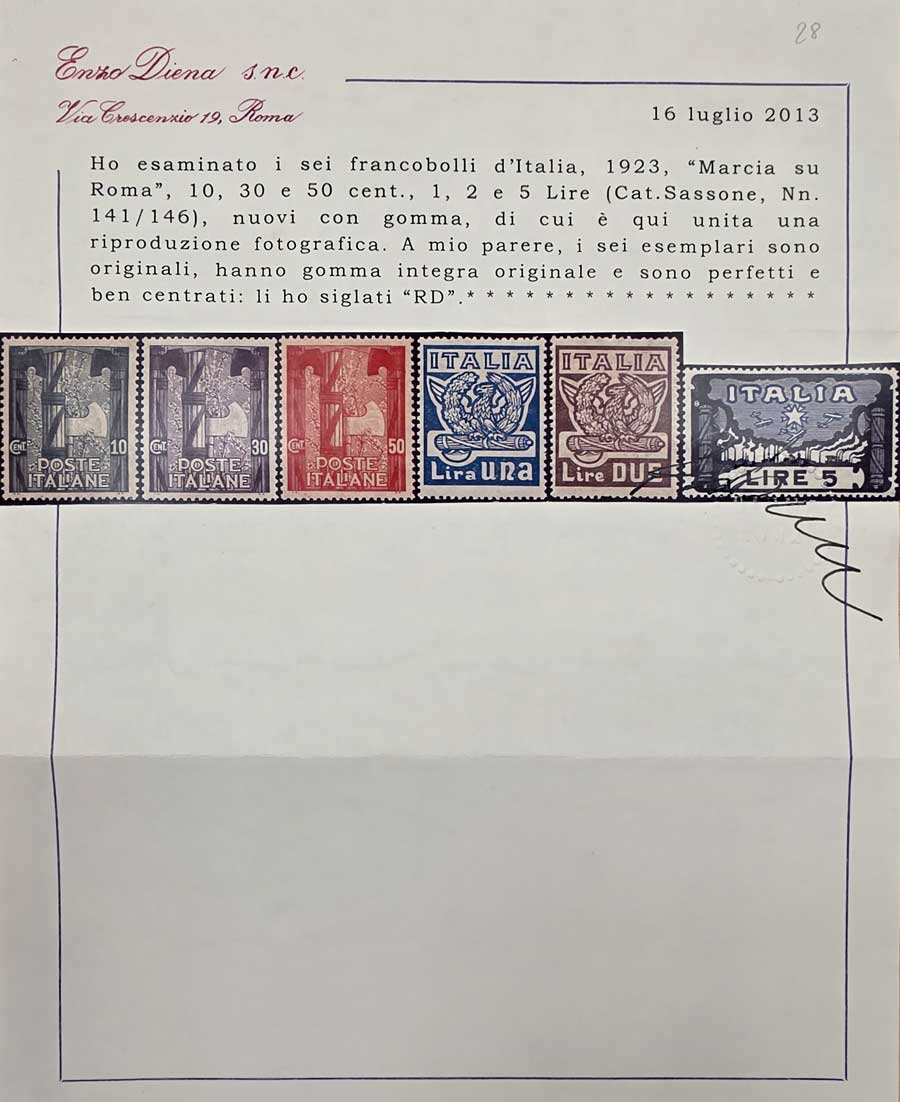 28
Enzo Diena s.n.c.
Via Crescenzio 19, Roma
16 luglio 2013
Ho esaminato i sei francobolli d'Italia, 1923, "Marcia su
Roma", 10, 30 e 50 cent., 1, 2 e 5 Lire (Cat.Sassone, Nn.
141/146), nuovi con gomma, di cui è qui unita una
riproduzione fotografica. A mio parere, i sei esemplari sono
originali, hanno gomma integra originale e sono perfetti e
ben centrati: li ho siglati "RD".* * * * * * * * * * * * * * * * * *
CENT. 10
POSTE
ITALIANE
CENT. 30
POSTE
ITALIANE
CENT. 50
POSTE
ITALIANE
ITALIA
Lira una
ITALIA
Lire DUE
ITALIA
LIRE 5